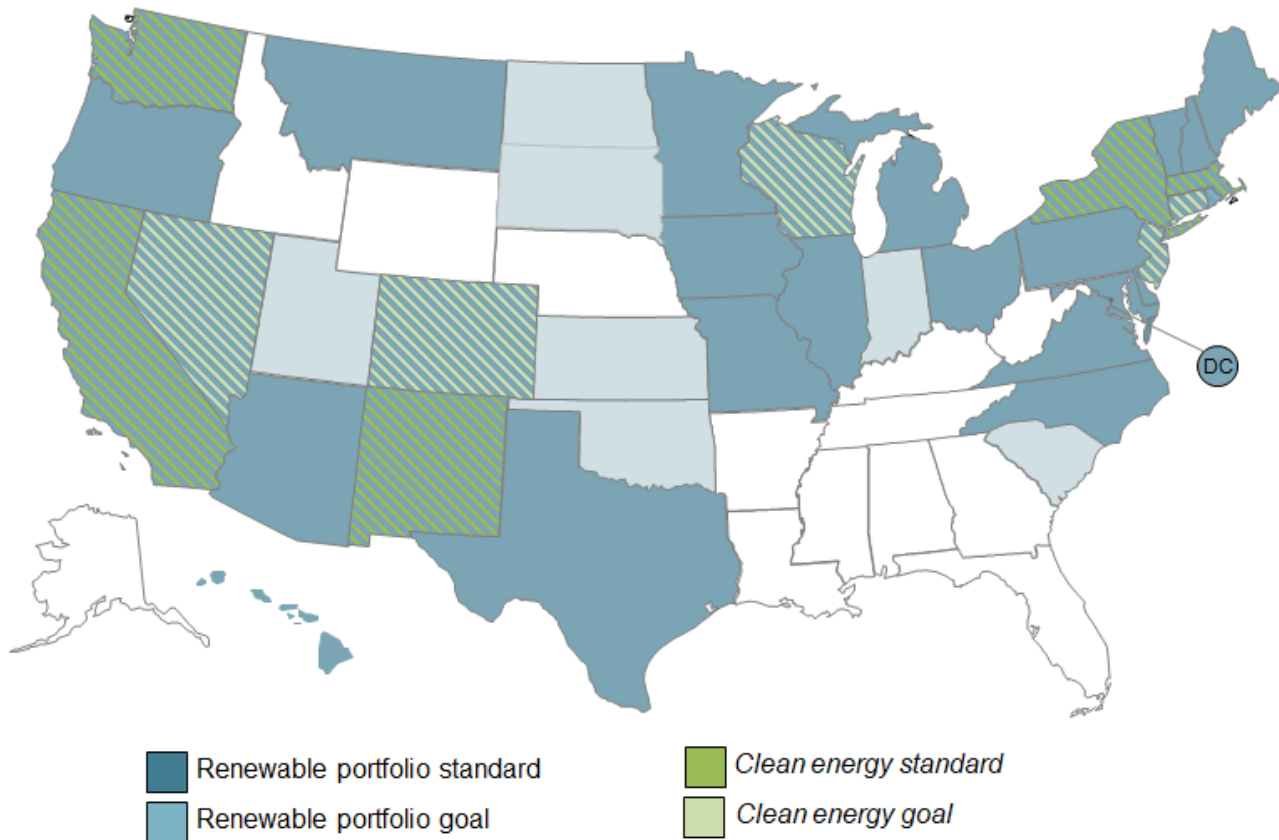 DC
Renewable portfolio standard
Clean energy standard
Renewable portfolio goal
Clean energy goal